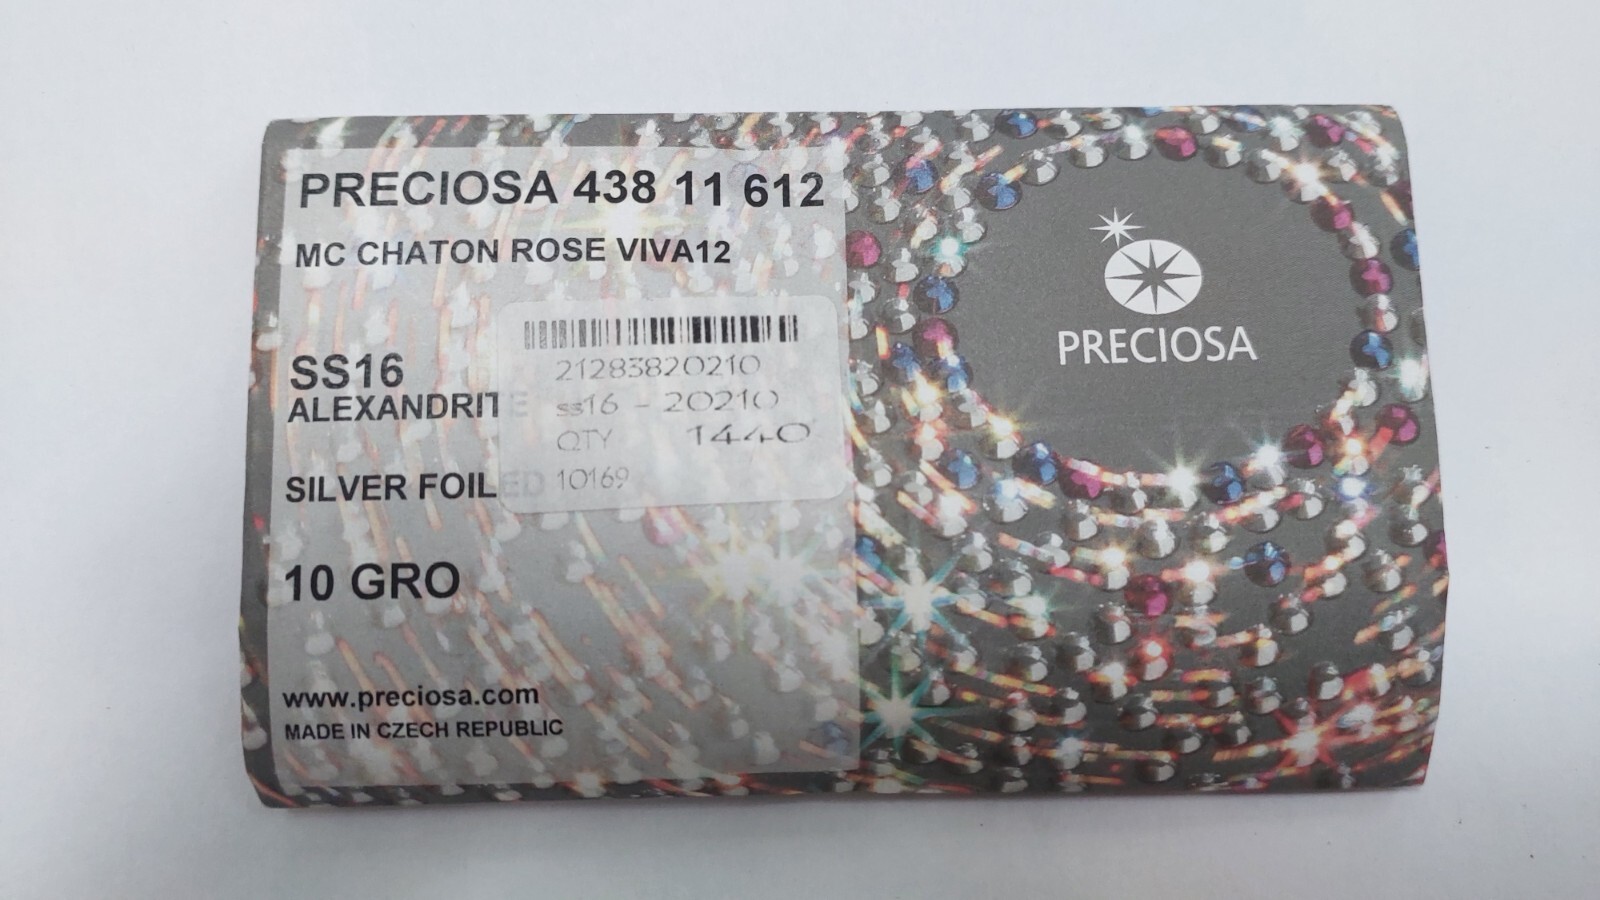 PRECIOSA 438 11 612
MC CHATON ROSE VIVA12
SS16
ALEXANDRITE
SILVER FOILED
10 GRO
www.preciosa.com
MADE IN CZECH REPUBLIC
21283820210
ss16 - 20210
QTY 1440
10169
PRECIOSA